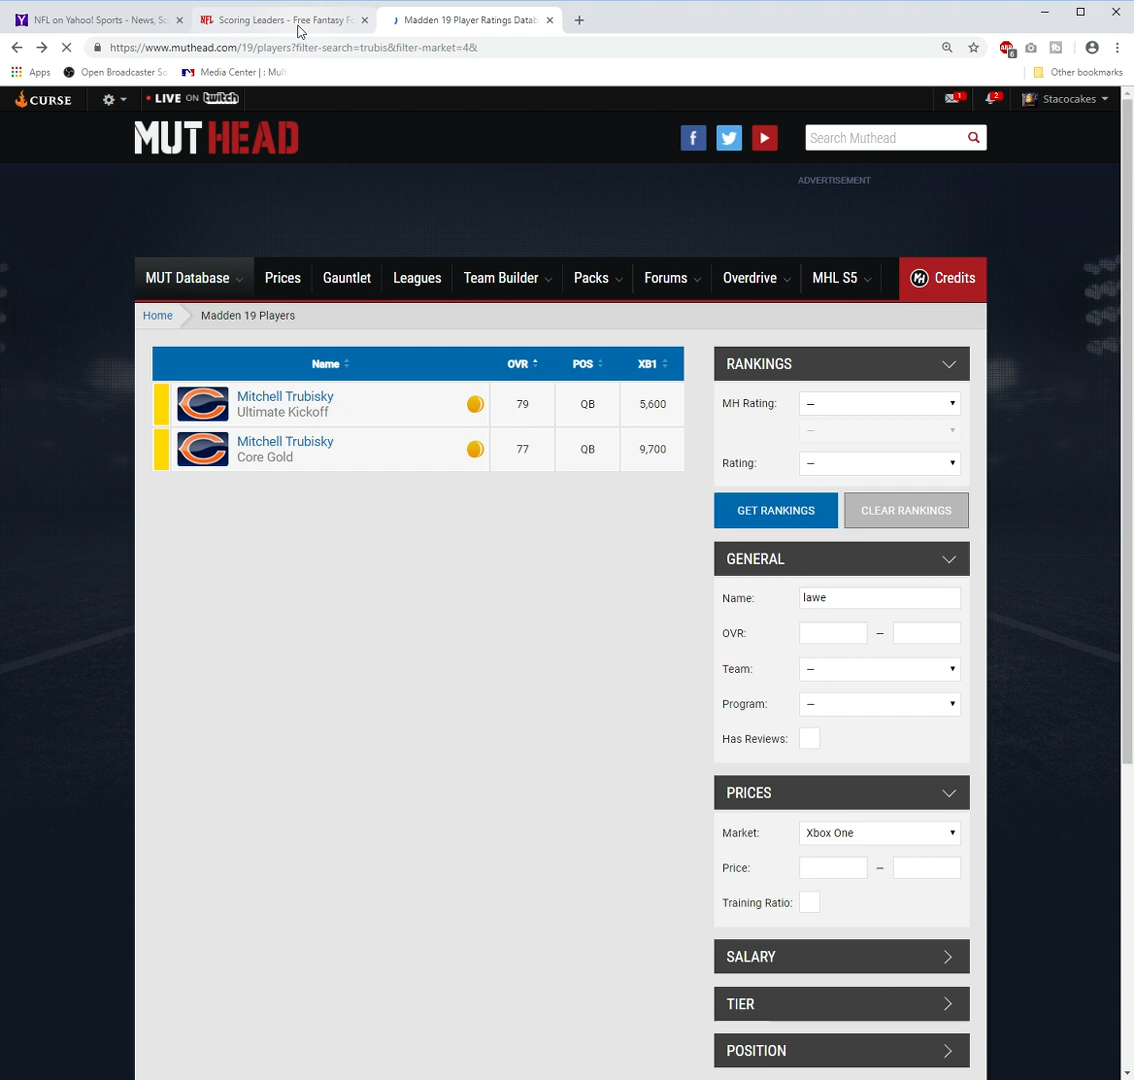 NFL on Yahoo! Sports - News, Sc
NFL Scoring Leaders - Free Fantasy Fo
Madden 19 Player Ratings Datab
https://www.muthead.com/19/players?filter-search=trubis&filter-market=4&
Apps
Open Broadcaster So
Media Center | : Mult
Other bookmarks
CURSE
LIVE ON twitch
1
2
Stacocakes
MUTHEAD
Search Muthead
ADVERTISEMENT
MUT Database
Prices
Gauntlet
Leagues
Team Builder
Packs
Forums
Overdrive
MHL S5
Credits
Home
Madden 19 Players
Name OVR POS XB1
Mitchell Trubisky
Ultimate Kickoff
79 QB 5,600
Mitchell Trubisky
Core Gold
77 QB 9,700
RANKINGS
MH Rating: –
–
Rating: –
GET RANKINGS
CLEAR RANKINGS
GENERAL
Name: lawe
OVR: –
Team: –
Program: –
Has Reviews:
PRICES
Market: Xbox One
Price: –
Training Ratio:
SALARY
TIER
POSITION